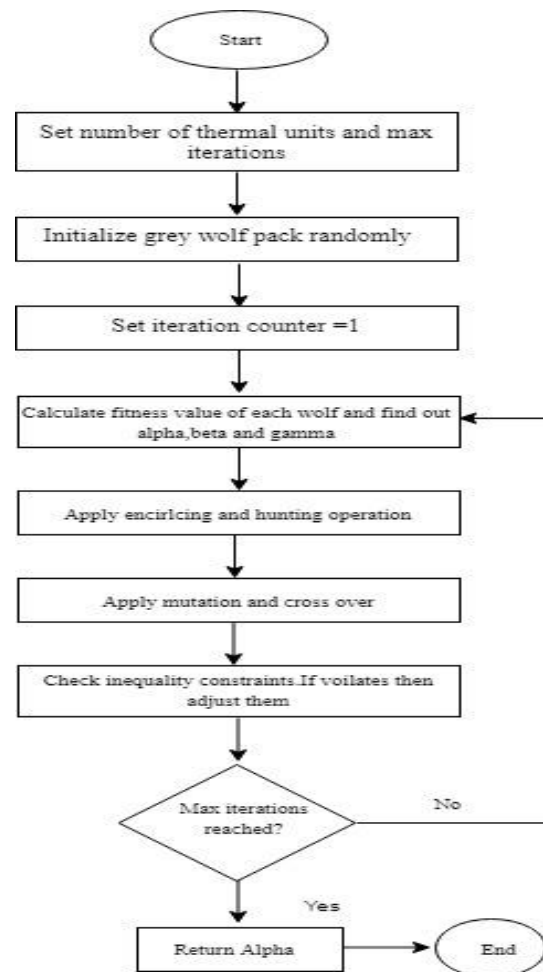 Start
Set number of thermal units and max
iterations
Initialize grey wolf pack randomly
Set iteration counter =1
Calculate fitness value of each wolf and find out
alpha,beta and gamma
Apply encirlcing and hunting operation
Apply mutation and cross over
Check inequality constraints.If voilates then
adjust them
Max iterations
reached?
No
Yes
Return Alpha
End